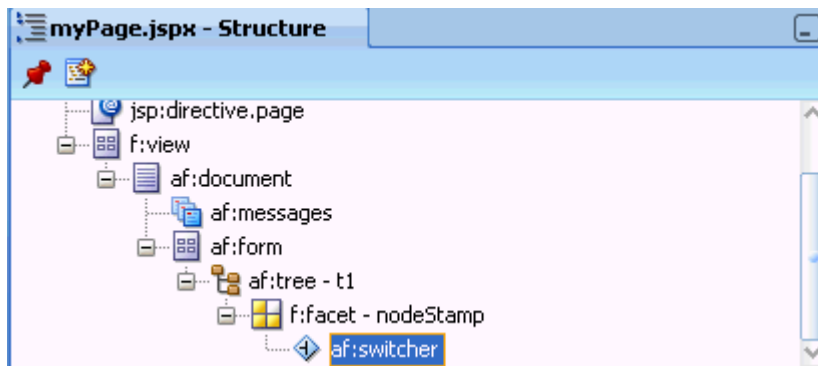 myPage.jspx - Structure
jsp:directive.page
f:view
af:document
af:messages
af:form
af:tree - t1
f:facet - nodeStamp
af:switcher